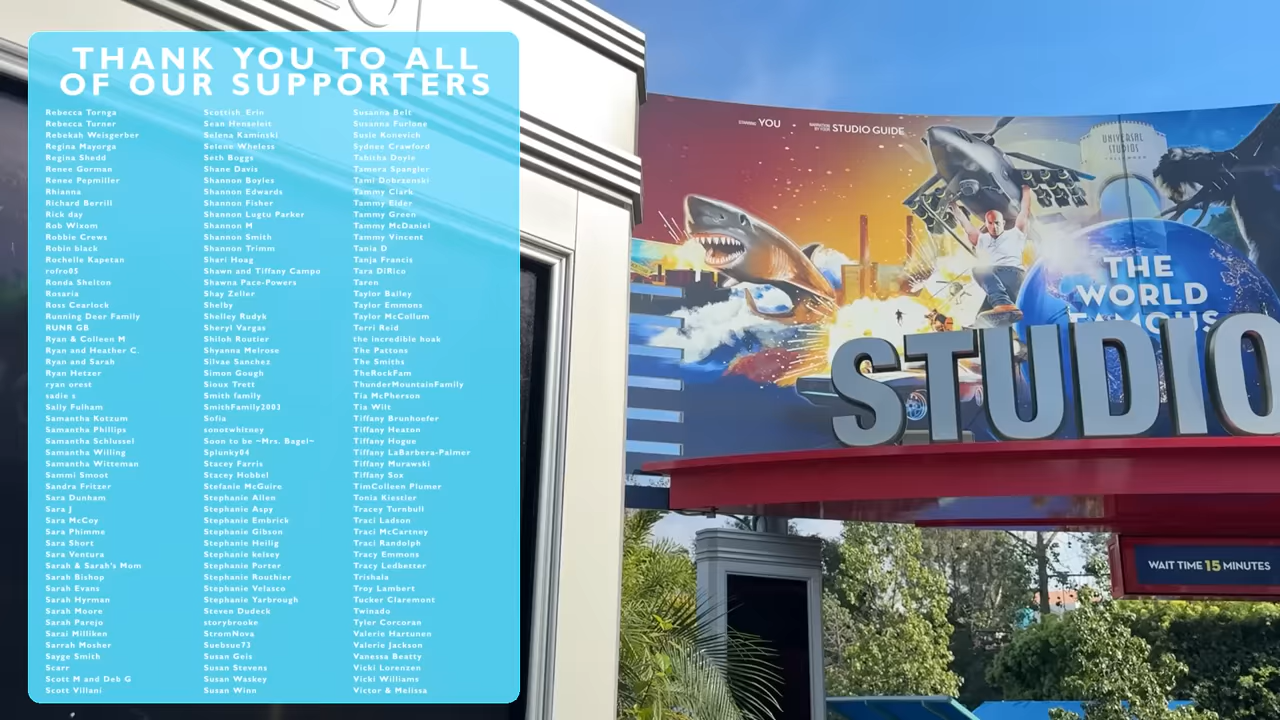 THANK YOU TO ALL
OF OUR SUPPORTERS
Rebecca Tornga
Rebecca Turner
Rebekah Weisgerber
Regina Mayorga
Regina Shedd
Renee Gorman
Renee Pepmiller
Rhianna
Richard Berrill
Rick day
Rob Wixom
Robbie Crews
Robin black
Rochelle Kapetan
rofro05
Ronda Shelton
Rosaria
Ross Cearlock
Running Deer Family
RUNR GB
Ryan & Colleen M
Ryan and Heather C.
Ryan and Sarah
Ryan Hetzer
ryan orest
sadie s
Sally Fulham
Samantha Kotzum
Samantha Phillips
Samantha Schlussel
Samantha Willing
Samantha Witteman
Sammi Smoot
Sandra Fritzer
Sara Dunham
Sara J
Sara McCoy
Sara Phimme
Sara Short
Sara Ventura
Sarah & Sarah's Mom
Sarah Bishop
Sarah Evans
Sarah Hyrman
Sarah Moore
Sarah Parejo
Sarai Milliken
Sarrah Mosher
Sayge Smith
Scarr
Scott M and Deb G
Scott Villani
Scottish Erin
Sean Henseleit
Selena Kaminski
Selene Wheless
Seth Boggs
Shane Davis
Shannon Boyles
Shannon Edwards
Shannon Fisher
Shannon Lugtu Parker
Shannon M
Shannon Smith
Shannon Trimm
Shari Hoag
Shawn and Tiffany Campo
Shawna Pace-Powers
Shay Zeller
Shelby
Shelley Rudyk
Sheryl Vargas
Shiloh Routier
Shyanna Melrose
Silvae Sanchez
Simon Gough
Sioux Trett
Smith family
SmithFamily2003
Sofia
sonotwhitney
Soon to be ~Mrs. Bagel~
Splunky04
Stacey Farris
Stacey Hobbel
Stefanie McGuire
Stephanie Allen
Stephanie Aspy
Stephanie Embrick
Stephanie Gibson
Stephanie Heilig
Stephanie kelsey
Stephanie Porter
Stephanie Routhier
Stephanie Velasco
Stephanie Yarbrough
Steven Dudeck
storybrooke
StromNova
Suebsue73
Susan Geis
Susan Stevens
Susan Waskey
Susan Winn
Susanna Belt
Susanna Furlone
Susie Konevich
Sydney Crawford
Tabitha Doyle
Tamera Spangler
Tami Dobrzenski
Tammy Clark
Tammy Elder
Tammy Green
Tammy McDaniel
Tammy Vincent
Tania D
Tanja Francis
Tara DiRico
Taren
Taylor Bailey
Taylor Emmons
Taylor McCollum
Terri Reid
the incredible hoak
The Pattons
The Smiths
TheRockFam
ThunderMountainFamily
Tia McPherson
Tia Wilt
Tiffany Brunhoefer
Tiffany Heaton
Tiffany Hogue
Tiffany LaBarbera-Palmer
Tiffany Murawski
Tiffany Sox
TimColleen Plumer
Tonia Kiestler
Tracey Turnbull
Traci Ladson
Traci McCartney
Traci Randolph
Tracy Emmons
Tracy Ledbetter
Trishala
Troy Lambert
Tucker Claremont
Twinado
Tyler Corcoran
Valerie Hartunen
Valerie Jackson
Vanessa Beatty
Vicki Lorenzen
Vicki Williams
Victor & Melissa
STARRING YOU
NARRATION BY YOUR STUDIO GUIDE
UNIVERSAL
STUDIOS
HOLLYWOOD
THE
WORLD
FAMOUS
STUDIO
WAIT TIME 15 MINUTES